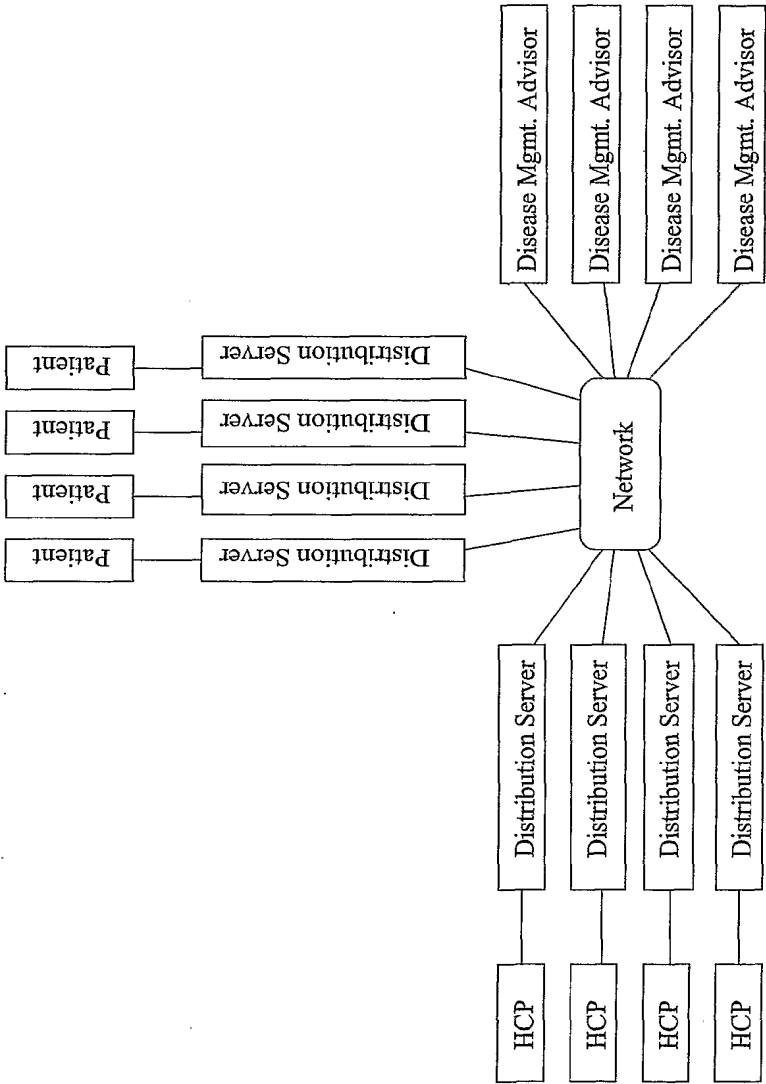 Patient
Distribution Server
Patient
Distribution Server
Patient
Distribution Server
Patient
Distribution Server
Disease Mgmt. Advisor
Disease Mgmt. Advisor
Disease Mgmt. Advisor
Disease Mgmt. Advisor
Network
Distribution Server
Distribution Server
Distribution Server
Distribution Server
HCP
HCP
HCP
HCP